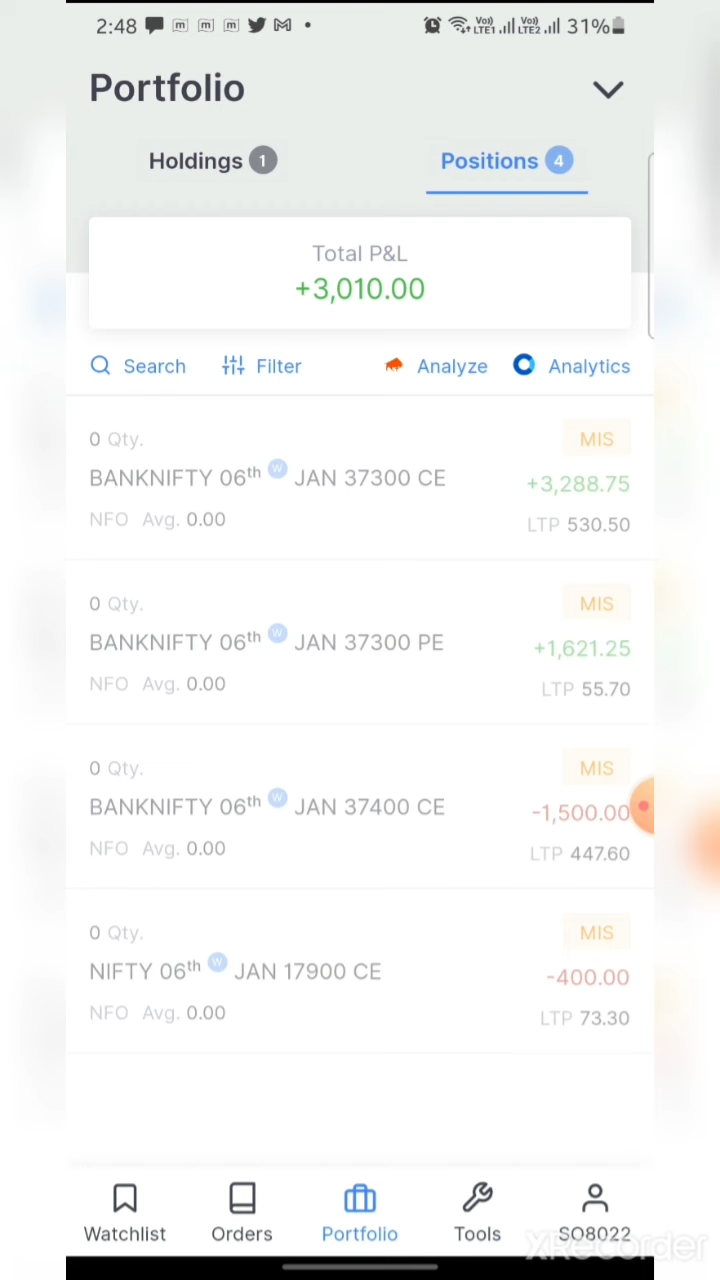 2:48 m m m Vo)) LTE1 Vo)) LTE2 31%
Portfolio
Holdings 1 Positions 4
Total P&L
+3,010.00
Search Filter Analyze Analytics
0 Qty. MIS
BANKNIFTY 06th W JAN 37300 CE +3,288.75
NFO Avg. 0.00 LTP 530.50
0 Qty. MIS
BANKNIFTY 06th W JAN 37300 PE +1,621.25
NFO Avg. 0.00 LTP 55.70
0 Qty. MIS
BANKNIFTY 06th W JAN 37400 CE -1,500.00
NFO Avg. 0.00 LTP 447.60
0 Qty. MIS
NIFTY 06th W JAN 17900 CE -400.00
NFO Avg. 0.00 LTP 73.30
Watchlist Orders Portfolio Tools SO8022
XRecorder